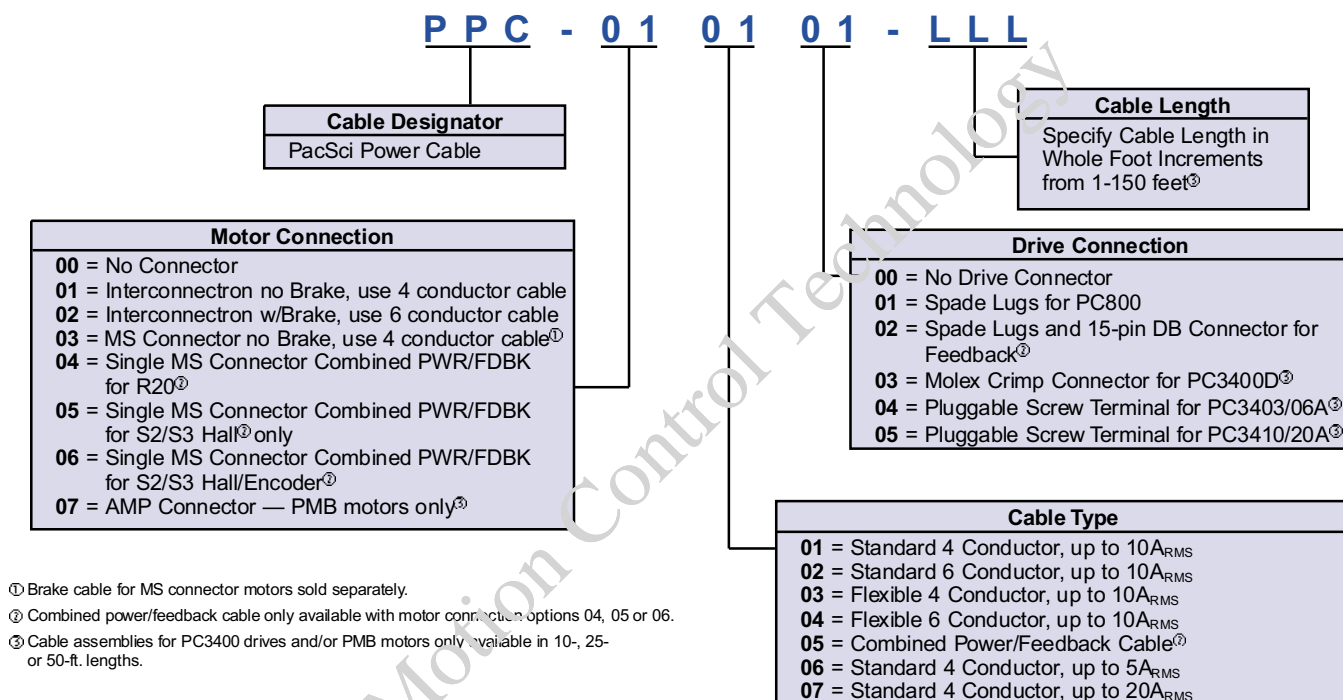 PPC - 01 01 01 - LLL
Cable Designator
PacSci Power Cable
Cable Length
Specify Cable Length in
Whole Foot Increments
from 1-150 feet③
Motor Connection
00 = No Connector
01 = Interconnectron no Brake, use 4 conductor cable
02 = Interconnectron w/Brake, use 6 conductor cable
03 = MS Connector no Brake, use 4 conductor cable①
04 = Single MS Connector Combined PWR/FDBK
for R20②
05 = Single MS Connector Combined PWR/FDBK
for S2/S3 Hall② only
06 = Single MS Connector Combined PWR/FDBK
for S2/S3 Hall/Encoder②
07 = AMP Connector — PMB motors only③
Drive Connection
00 = No Drive Connector
01 = Spade Lugs for PC800
02 = Spade Lugs and 15-pin DB Connector for
Feedback②
03 = Molex Crimp Connector for PC3400D③
04 = Pluggable Screw Terminal for PC3403/06A③
05 = Pluggable Screw Terminal for PC3410/20A③
Cable Type
01 = Standard 4 Conductor, up to 10ARMS
02 = Standard 6 Conductor, up to 10ARMS
03 = Flexible 4 Conductor, up to 10ARMS
04 = Flexible 6 Conductor, up to 10ARMS
05 = Combined Power/Feedback Cable②
06 = Standard 4 Conductor, up to 5ARMS
07 = Standard 4 Conductor, up to 20ARMS
① Brake cable for MS connector motors sold separately.
② Combined power/feedback cable only available with motor connection options 04, 05 or 06.
③ Cable assemblies for PC3400 drives and/or PMB motors only available in 10-, 25-
or 50-ft. lengths.
Motion Control Technology